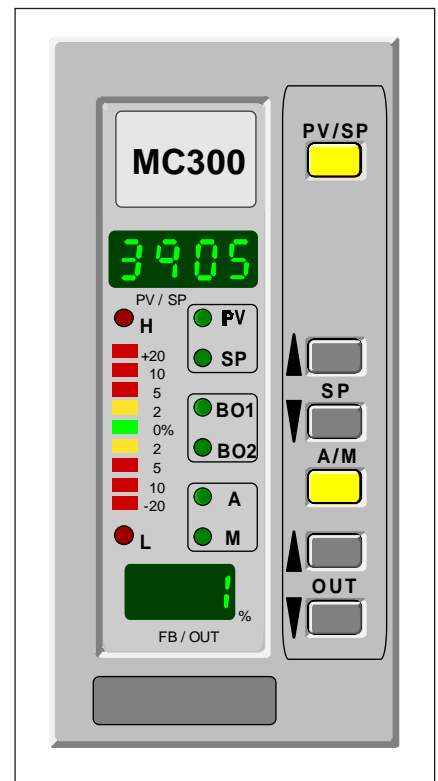 MC300
PV/SP
3905
PV / SP
H
PV
SP
+20
10
5
2
0%
2
5
10
-20
BO1
BO2
A
M
L
1
%
FB / OUT
SP
A/M
OUT